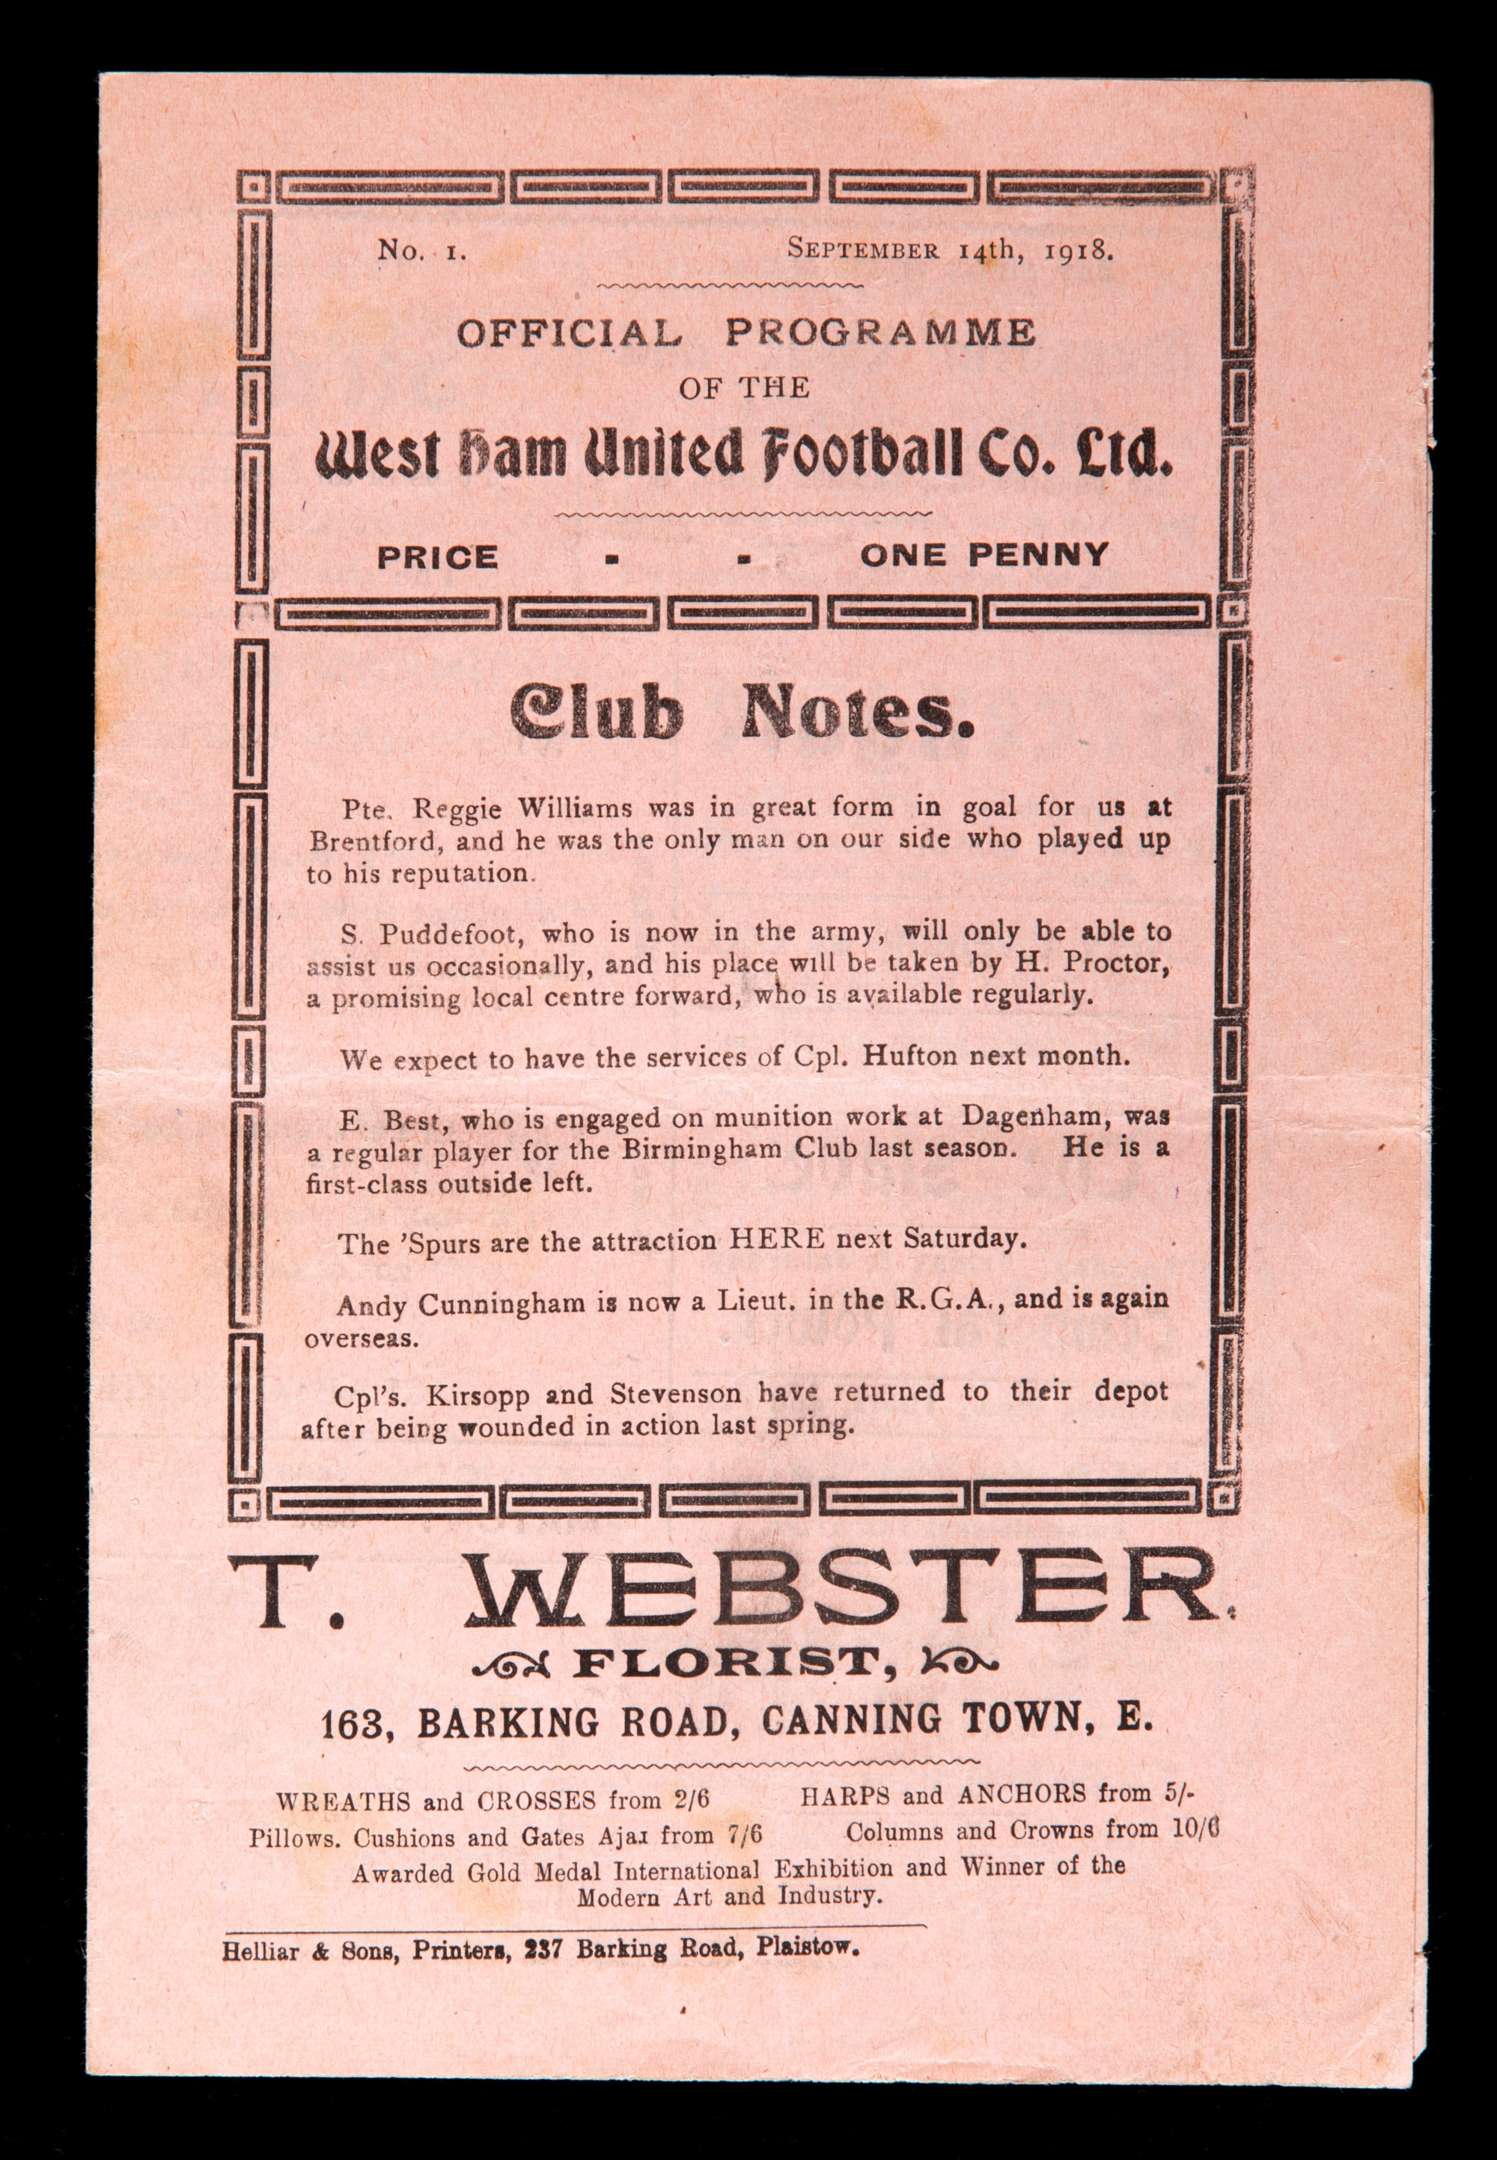 No. 1. SEPTEMBER 14th, 1918.
OFFICIAL PROGRAMME
OF THE
West Ham United Football Co. Ltd.
PRICE - - ONE PENNY
Club Notes.
Pte. Reggie Williams was in great form in goal for us at
Brentford, and he was the only man on our side who played up
to his reputation.
S. Puddefoot, who is now in the army, will only be able to
assist us occasionally, and his place will be taken by H. Proctor,
a promising local centre forward, who is available regularly.
We expect to have the services of Cpl. Hufton next month.
E. Best, who is engaged on munition work at Dagenham, was
a regular player for the Birmingham Club last season. He is a
first-class outside left.
The 'Spurs are the attraction HERE next Saturday.
Andy Cunningham is now a Lieut. in the R.G.A., and is again
overseas.
Cpl's. Kirsopp and Stevenson have returned to their depot
after being wounded in action last spring.
T. WEBSTER.
FLORIST,
163, BARKING ROAD, CANNING TOWN, E.
WREATHS and CROSSES from 2/6 HARPS and ANCHORS from 5/-
Pillows. Cushions and Gates Ajar from 7/6 Columns and Crowns from 10/6
Awarded Gold Medal International Exhibition and Winner of the
Modern Art and Industry.
Helliar & Sons, Printers, 237 Barking Road, Plaistow.